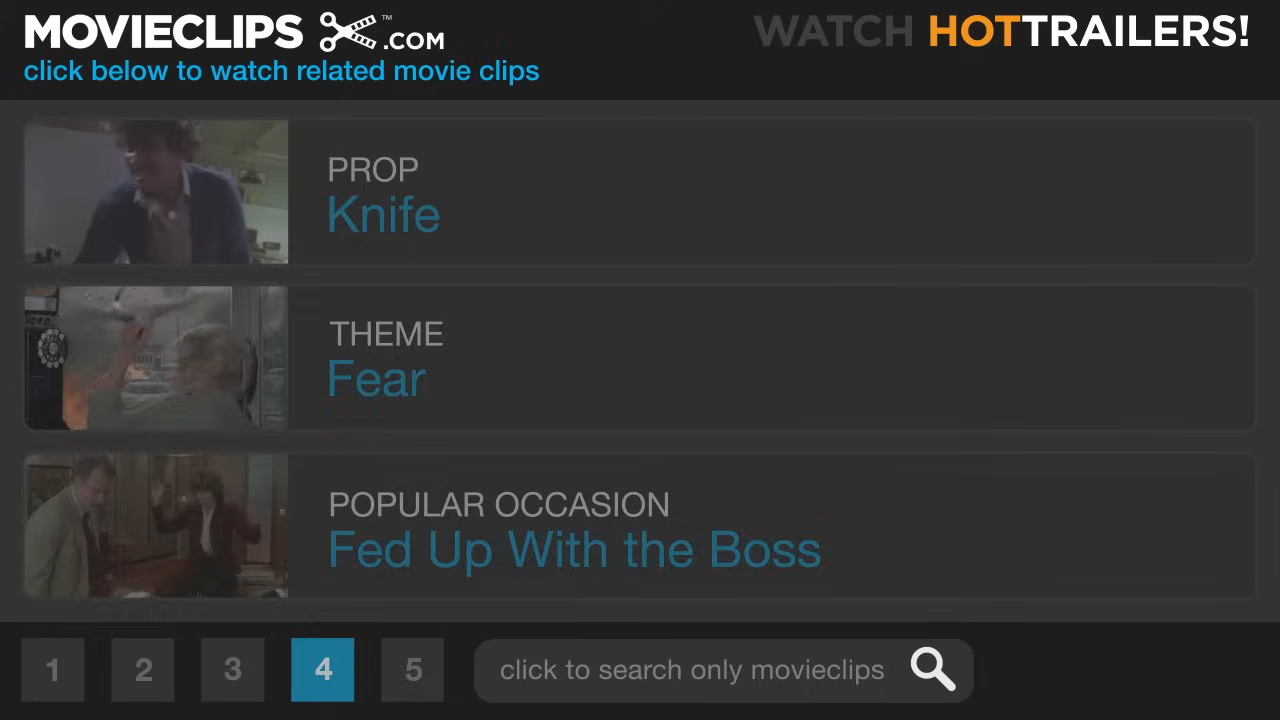 MOVIECLIPS ™ .COM
WATCH HOTTRAILERS!
click below to watch related movie clips
PROP
Knife
THEME
Fear
POPULAR OCCASION
Fed Up With the Boss
1 2 3 4 5 click to search only movieclips